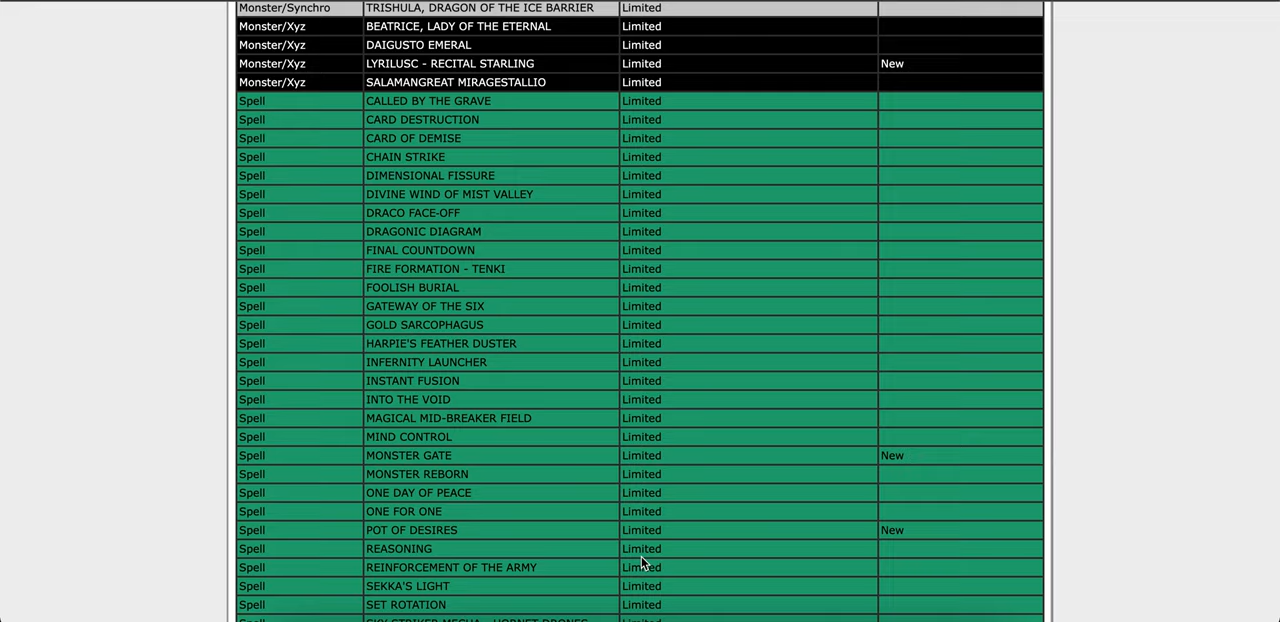 Monster/Synchro TRISHULA, DRAGON OF THE ICE BARRIER Limited
Monster/Xyz BEATRICE, LADY OF THE ETERNAL Limited
Monster/Xyz DAIGUSTO EMERAL Limited
Monster/Xyz LYRILUSC - RECITAL STARLING Limited New
Monster/Xyz SALAMANGREAT MIRAGESTALLIO Limited
Spell CALLED BY THE GRAVE Limited
Spell CARD DESTRUCTION Limited
Spell CARD OF DEMISE Limited
Spell CHAIN STRIKE Limited
Spell DIMENSIONAL FISSURE Limited
Spell DIVINE WIND OF MIST VALLEY Limited
Spell DRACO FACE-OFF Limited
Spell DRAGONIC DIAGRAM Limited
Spell FINAL COUNTDOWN Limited
Spell FIRE FORMATION - TENKI Limited
Spell FOOLISH BURIAL Limited
Spell GATEWAY OF THE SIX Limited
Spell GOLD SARCOPHAGUS Limited
Spell HARPIE'S FEATHER DUSTER Limited
Spell INFERNITY LAUNCHER Limited
Spell INSTANT FUSION Limited
Spell INTO THE VOID Limited
Spell MAGICAL MID-BREAKER FIELD Limited
Spell MIND CONTROL Limited
Spell MONSTER GATE Limited New
Spell MONSTER REBORN Limited
Spell ONE DAY OF PEACE Limited
Spell ONE FOR ONE Limited
Spell POT OF DESIRES Limited New
Spell REASONING Limited
Spell REINFORCEMENT OF THE ARMY Limited
Spell SEKKA'S LIGHT Limited
Spell SET ROTATION Limited